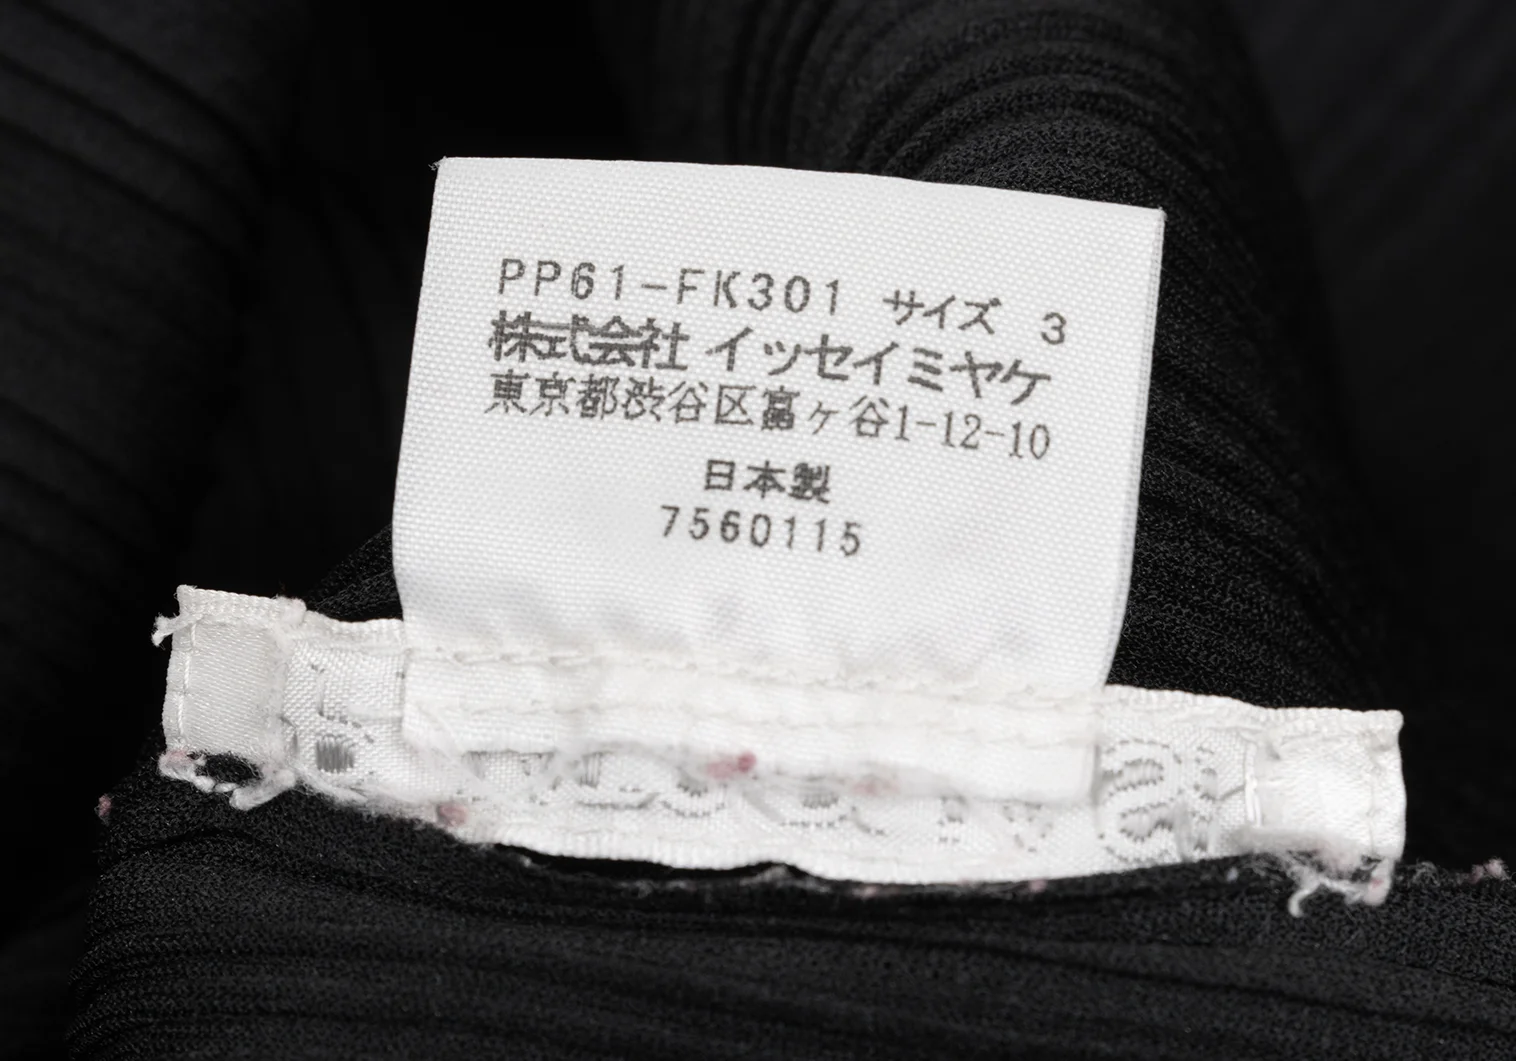 PP61-FK301 サイズ 3
株式会社 イッセイミヤケ
東京都渋谷区富ヶ谷1-12-10
日本製
7560115